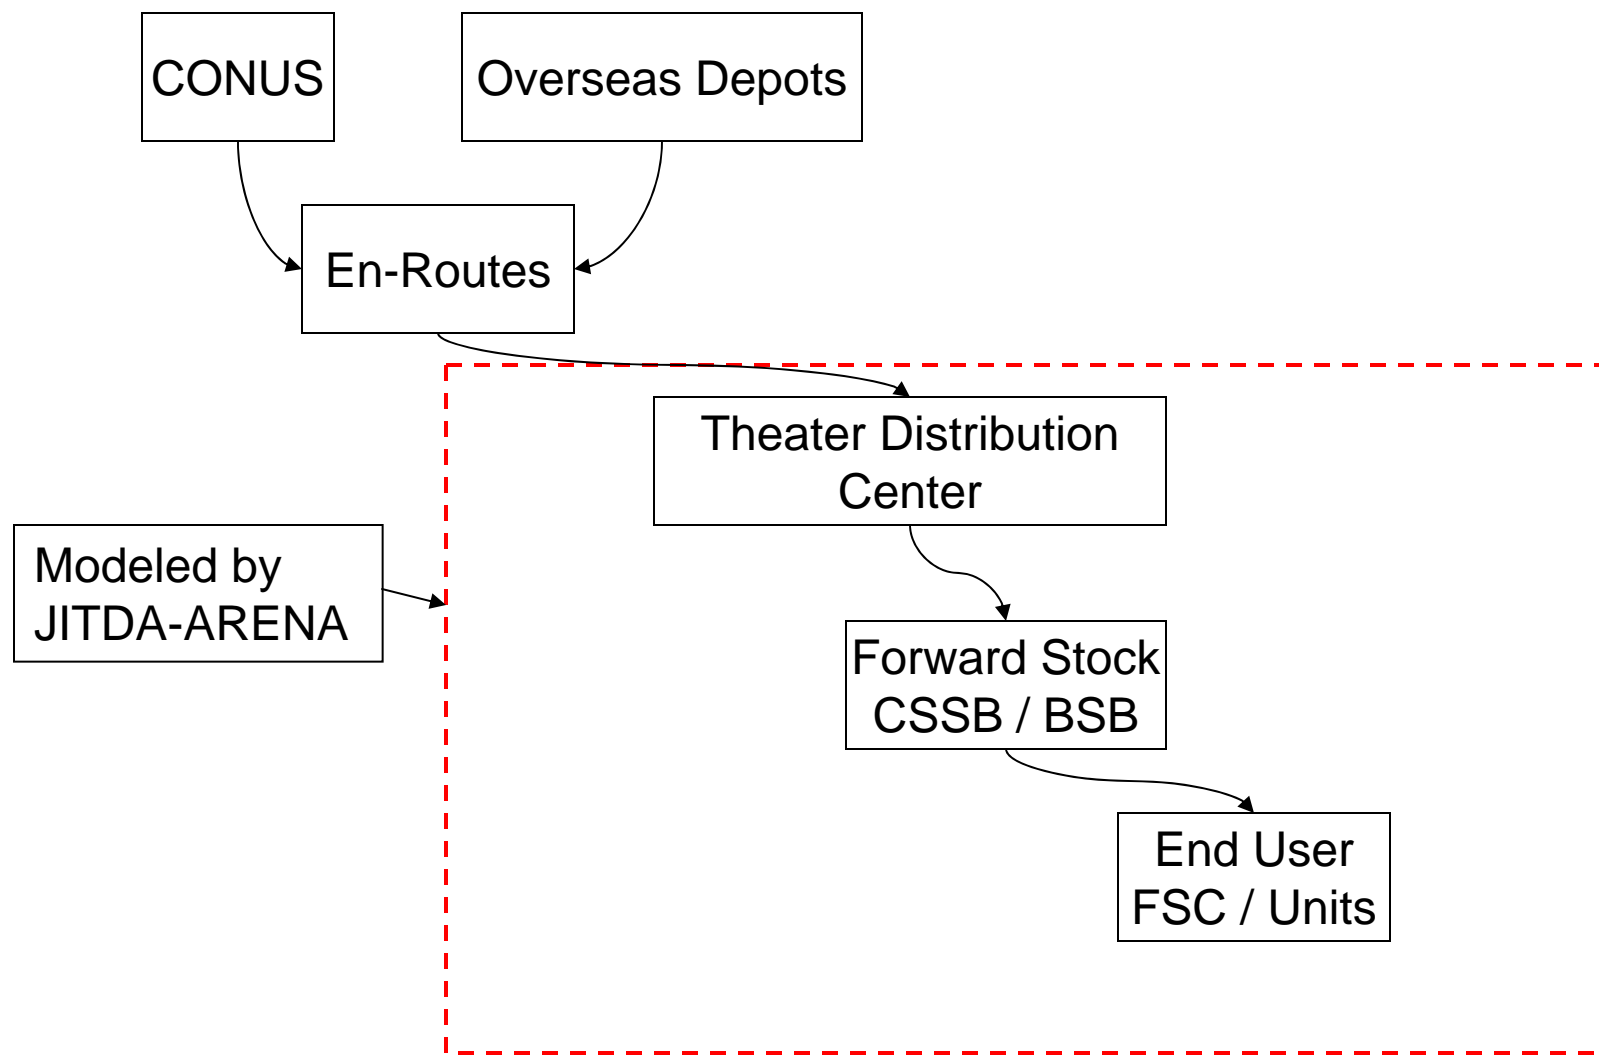 CONUS
Overseas Depots
En-Routes
Theater Distribution
Center
Modeled by
JITDA-ARENA
Forward Stock
CSSB / BSB
End User
FSC / Units